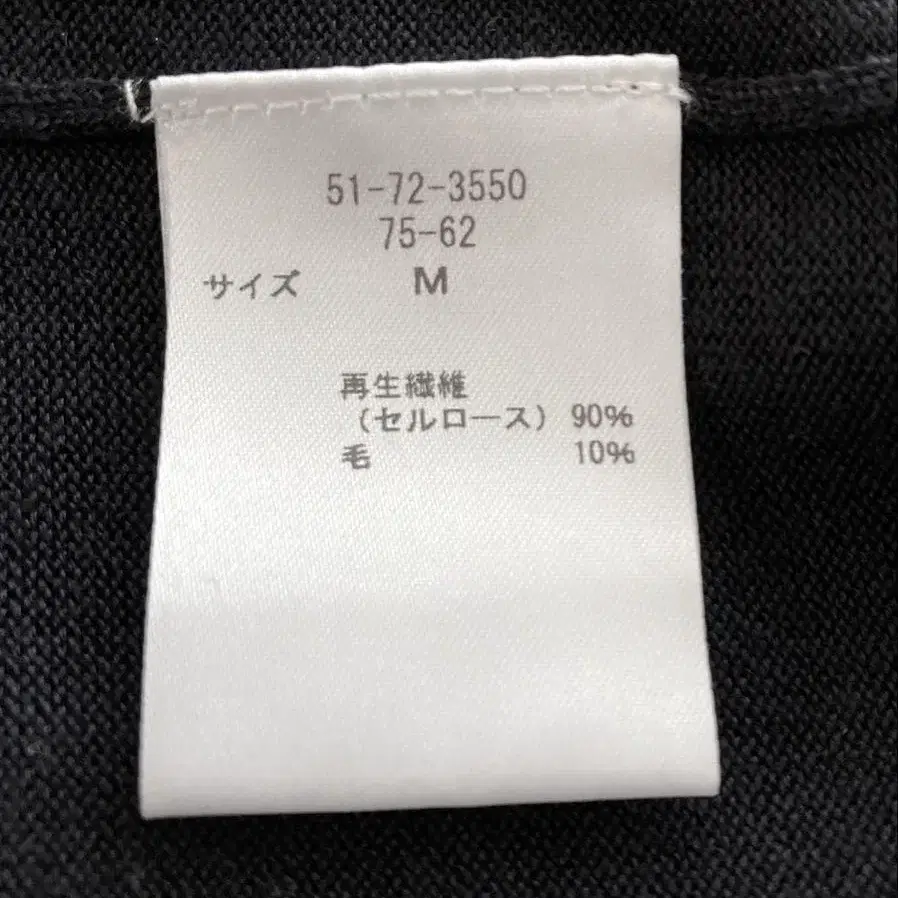 51-72-3550
75-62
サイズ M
再生繊維
（セルロース） 90%
毛 10%